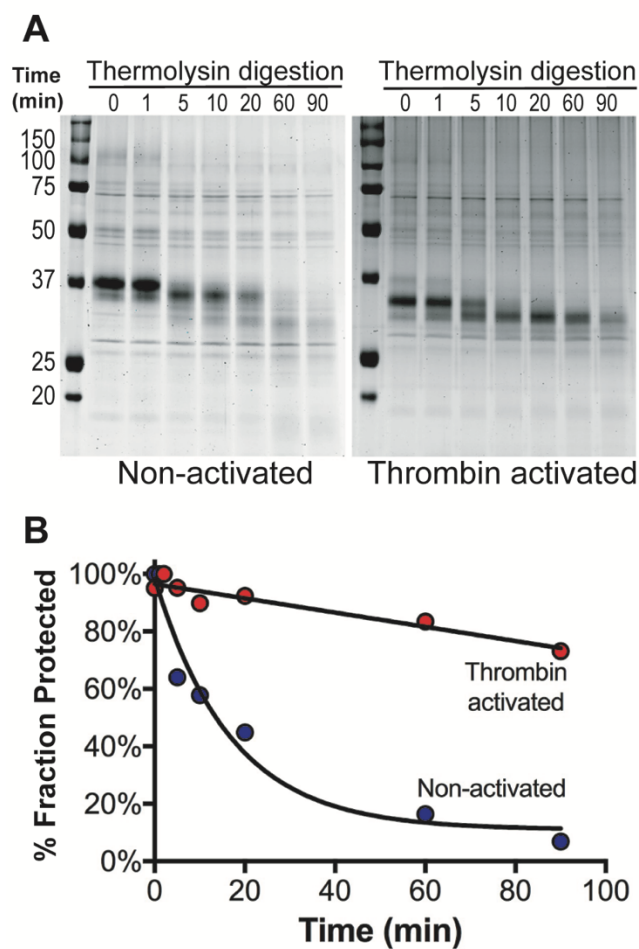 A
Time
(min)
Thermolysin digestion
0 1 5 10 20 60 90
Thermolysin digestion
0 1 5 10 20 60 90
150
100
75
50
37
25
20
Non-activated
Thrombin activated
B
% Fraction Protected
100%
80%
60%
40%
20%
0%
Thrombin
activated
Non-activated
0 20 40 60 80 100
Time (min)